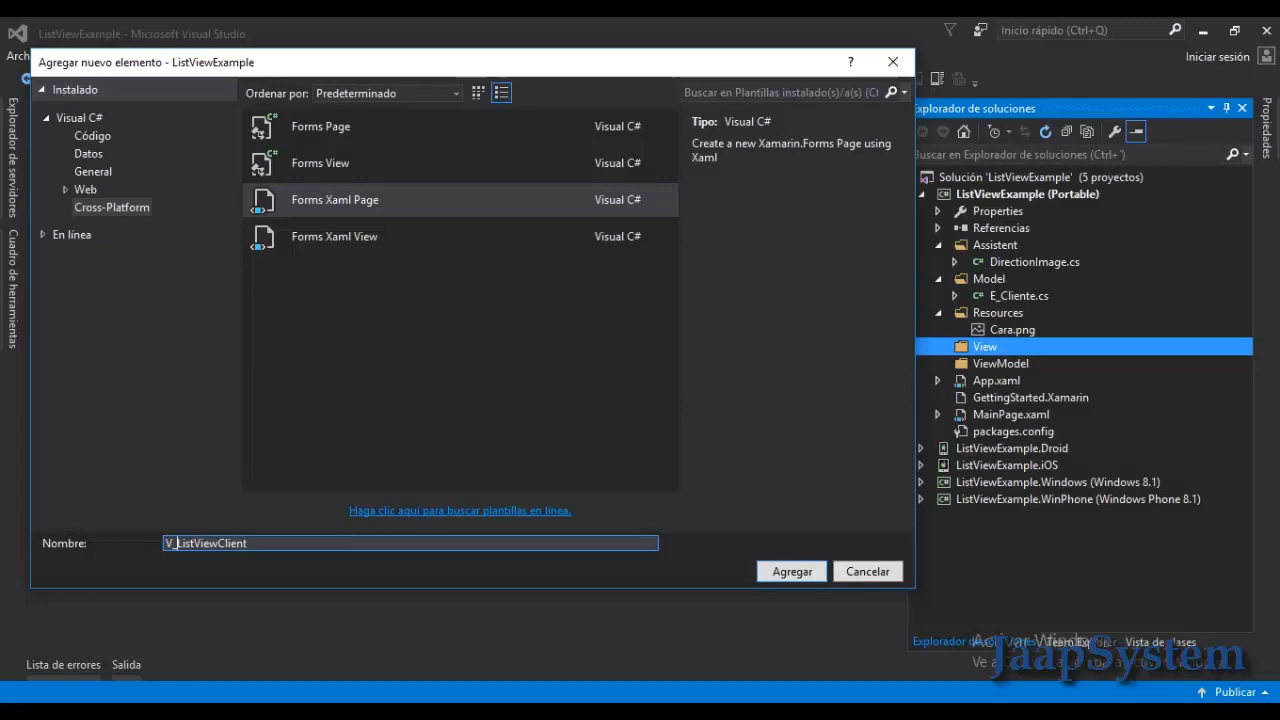 ListViewExample - Microsoft Visual Studio
Inicio rápido (Ctrl+Q)
Arch
Iniciar sesión
Agregar nuevo elemento - ListViewExample
?
Instalado
Ordenar por: Predeterminado
Buscar en Plantillas instalado(s)/a(s) (Ct
Visual C#
Código
Datos
General
Web
Cross-Platform
En línea
Forms Page Visual C#
Forms View Visual C#
Forms Xaml Page Visual C#
Forms Xaml View Visual C#
Tipo: Visual C#
Create a new Xamarin.Forms Page using
Xaml
Haga clic aquí para buscar plantillas en línea.
Nombre: V_ListViewClient
Agregar Cancelar
Explorador de servidores
Cuadro de herramientas
Explorador de soluciones
Buscar en Explorador de soluciones (Ctrl+´)
Solución 'ListViewExample' (5 proyectos)
ListViewExample (Portable)
Properties
Referencias
Assistent
DirectionImage.cs
Model
E_Cliente.cs
Resources
Cara.png
View
ViewModel
App.xaml
GettingStarted.Xamarin
MainPage.xaml
packages.config
ListViewExample.Droid
ListViewExample.iOS
ListViewExample.Windows (Windows 8.1)
ListViewExample.WinPhone (Windows Phone 8.1)
Propiedades
Team Explorer Vista de clases
JaapSystem
Lista de errores Salida
Publicar